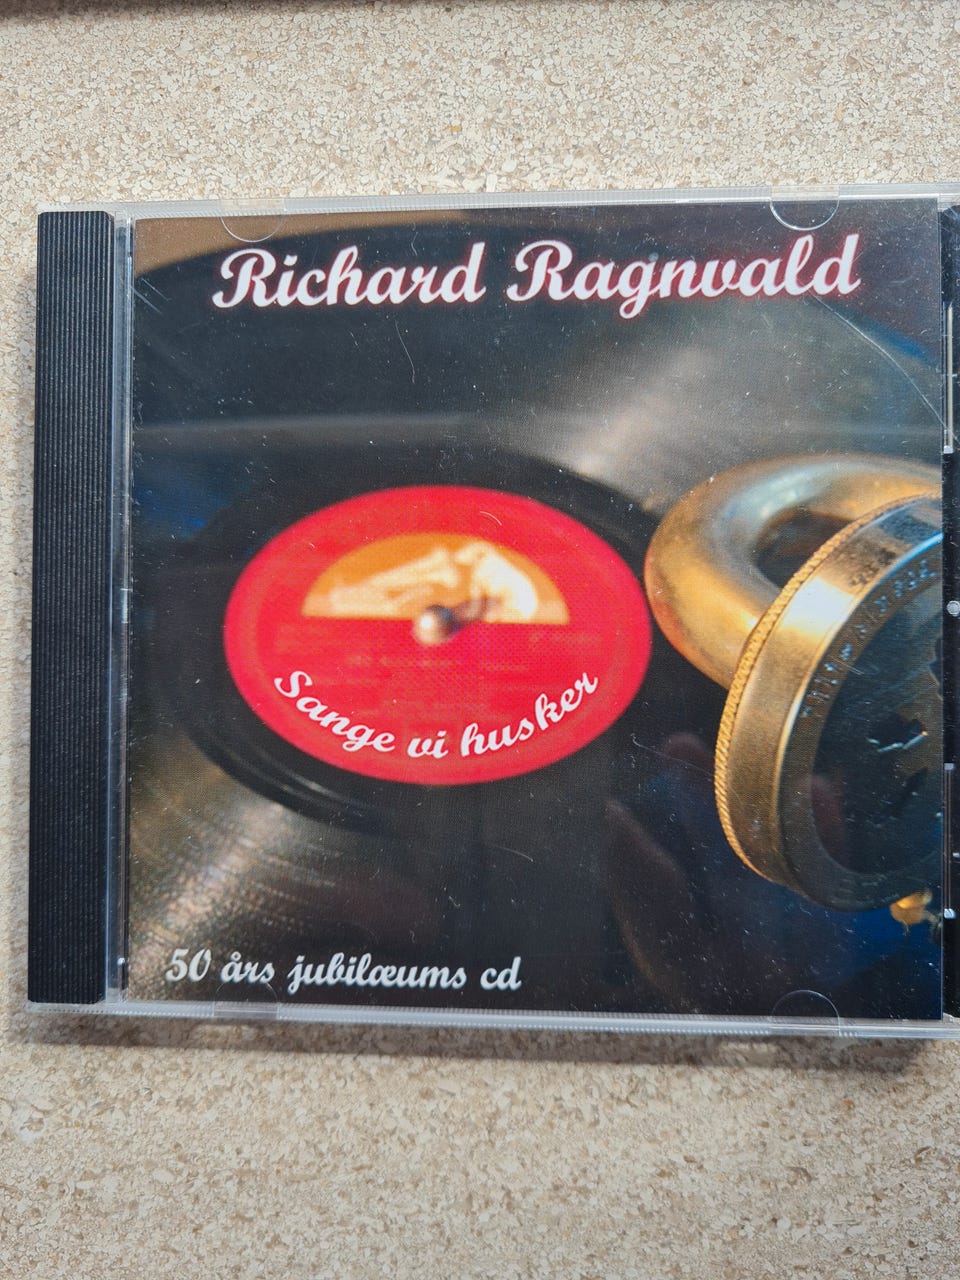 Richard Ragnvald
Sange vi husker
50 års jubilæums cd